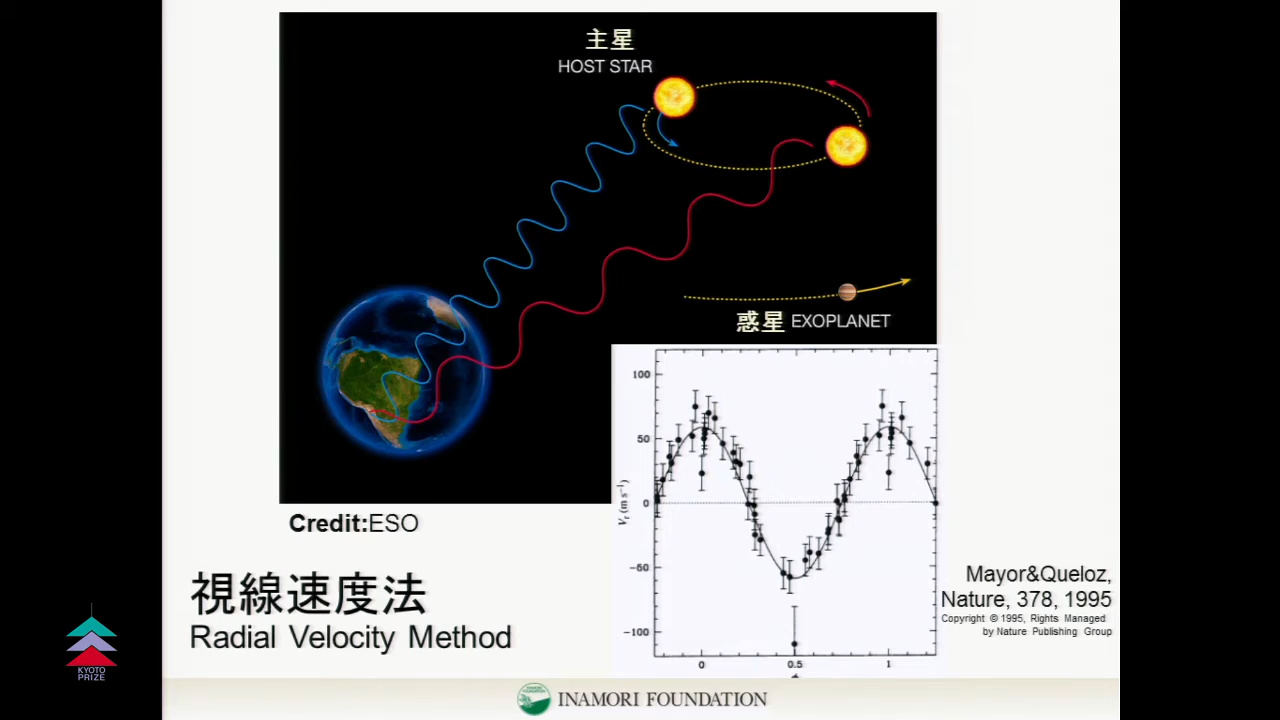 主星
HOST STAR
惑星 EXOPLANET
100
50
0
-50
-100
Vr (m s⁻¹)
0
0.5
1
Credit:ESO
視線速度法
Radial Velocity Method
Mayor&Queloz,
Nature, 378, 1995
Copyright © 1995, Rights Managed
by Nature Publishing Group
KYOTO
PRIZE
INAMORI FOUNDATION